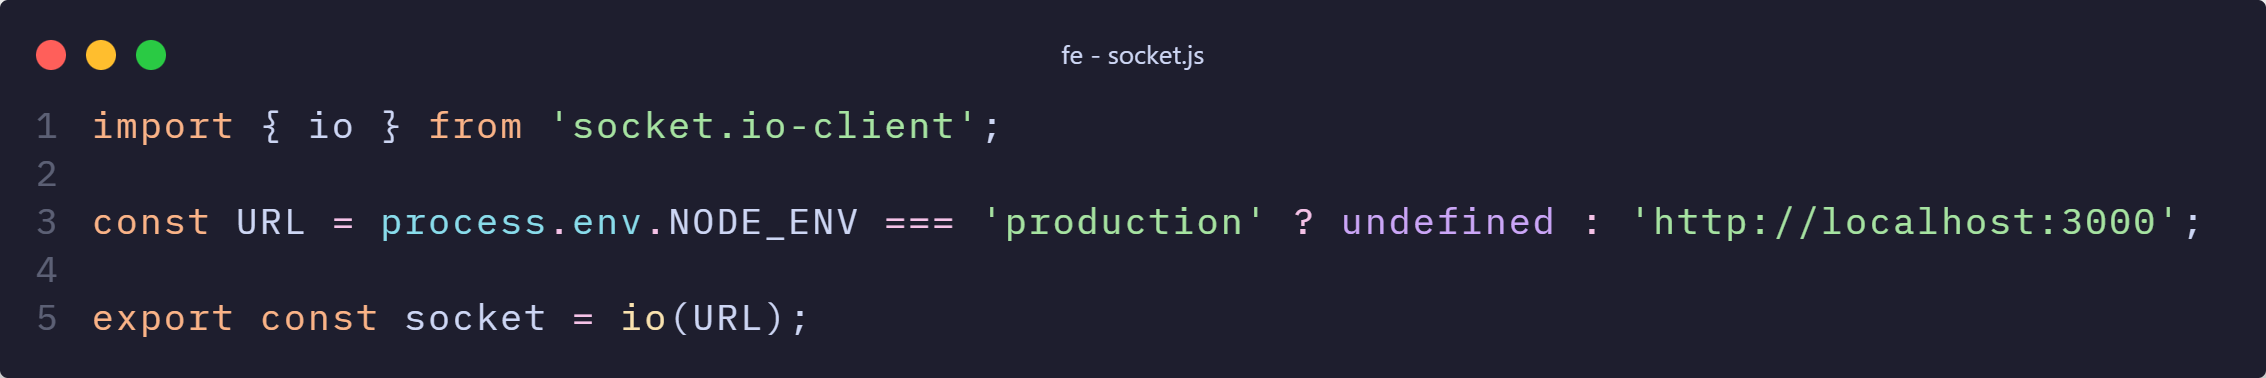 fe - socket.js
1 import { io } from 'socket.io-client';
2
3 const URL = process.env.NODE_ENV === 'production' ? undefined : 'http://localhost:3000';
4
5 export const socket = io(URL);